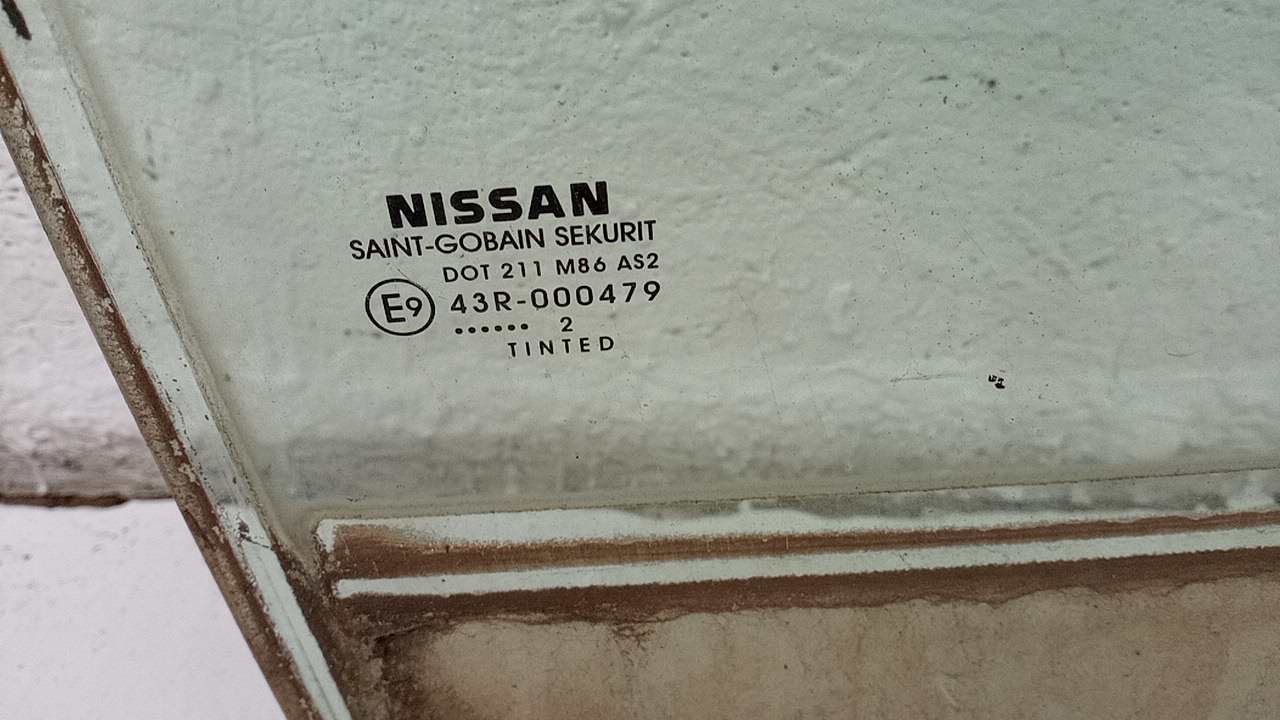 NISSAN
SAINT-GOBAIN SEKURIT
DOT 211 M86 AS2
E9 43R-000479
...... 2
TINTED